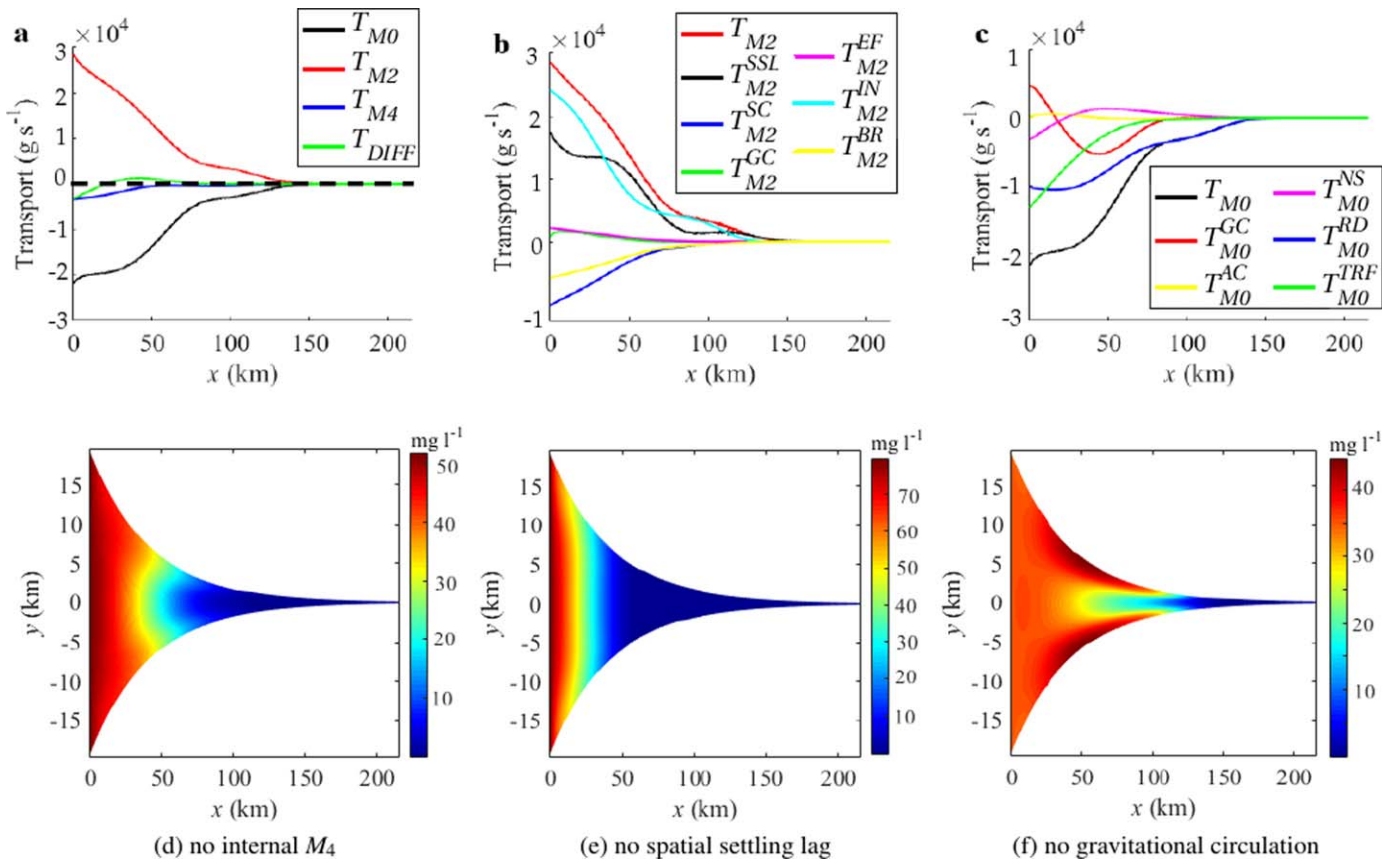 a
×10⁴
3
2
1
0
-1
-2
-3
Transport (g s⁻¹)
0 50 100 150 200
x (km)
T_M0
T_M2
T_M4
T_DIFF
b
×10⁴
3
2
1
0
-1
Transport (g s⁻¹)
0 50 100 150 200
x (km)
T_M2
T_M2^SSL
T_M2^SC
T_M2^GC
T_M2^EF
T_M2^IN
T_M2^BR
c
×10⁴
1
0
-1
-2
-3
Transport (g s⁻¹)
0 50 100 150 200
x (km)
T_M0
T_M0^GC
T_M0^AC
T_M0^NS
T_M0^RD
T_M0^TRF
mg l⁻¹
50
40
30
20
10
15
10
5
0
-5
-10
-15
y (km)
0 50 100 150 200
x (km)
(d) no internal M₄
mg l⁻¹
70
60
50
40
30
20
10
15
10
5
0
-5
-10
-15
y (km)
0 50 100 150 200
x (km)
(e) no spatial settling lag
mg l⁻¹
40
30
20
10
15
10
5
0
-5
-10
-15
y (km)
0 50 100 150 200
x (km)
(f) no gravitational circulation